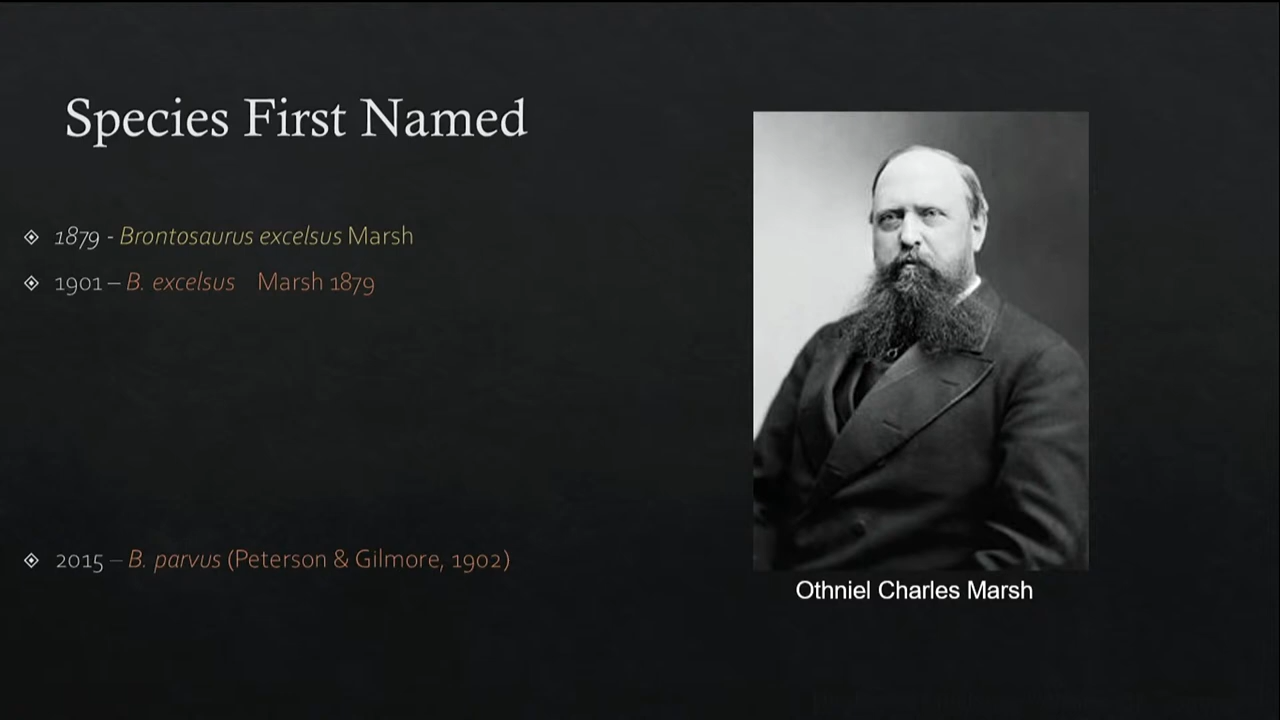 Species First Named
1879 - Brontosaurus excelsus Marsh
1901 – B. excelsus Marsh 1879
2015 – B. parvus (Peterson & Gilmore, 1902)
Othniel Charles Marsh